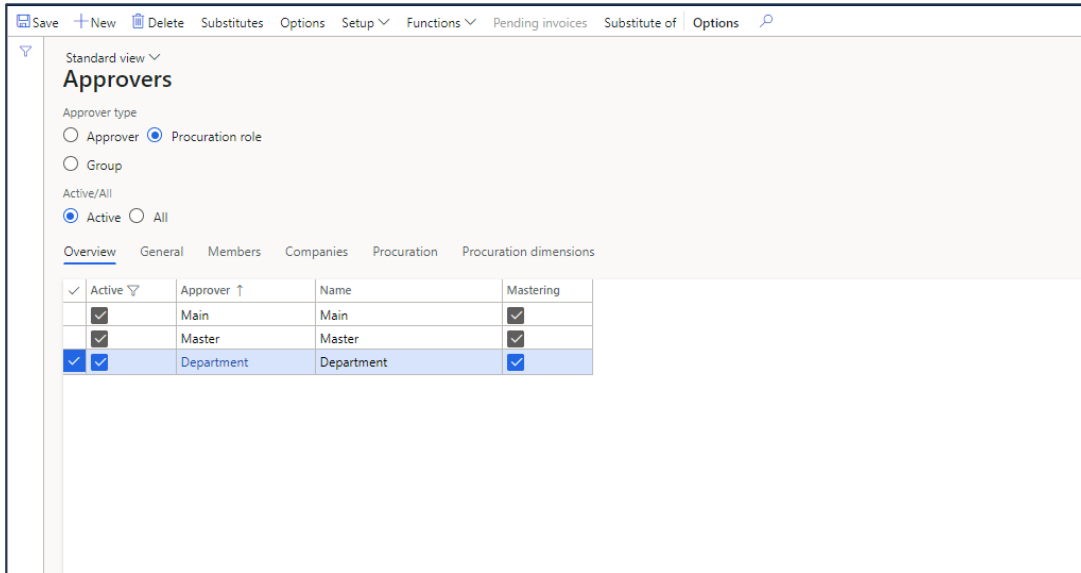 Save New Delete Substitutes Options Setup Functions Pending invoices Substitute of Options
Standard view
Approvers
Approver type
Approver Procuration role
Group
Active/All
Active All
Overview General Members Companies Procuration Procuration dimensions
Active Approver ↑ Name Mastering
Main Main
Master Master
Department Department